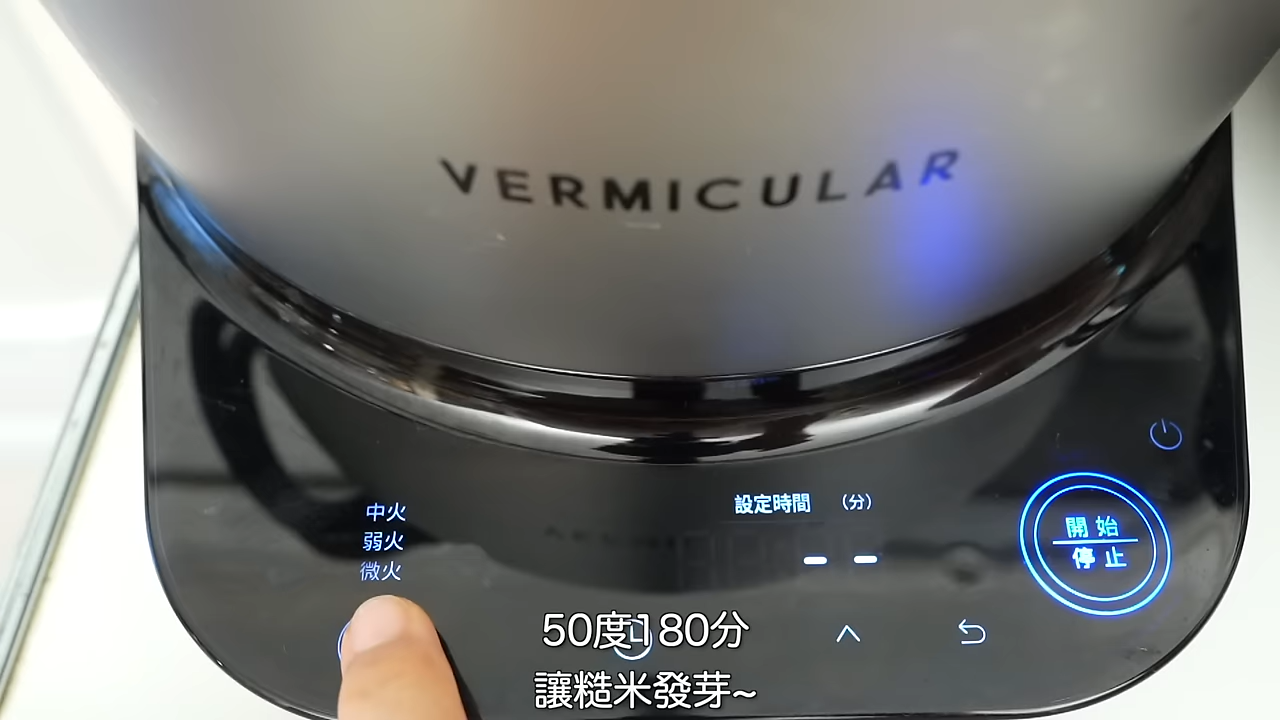 VERMICULAR
中火
弱火
微火
設定時間 （分）
- -
開始
停止
50度180分
讓糙米發芽~